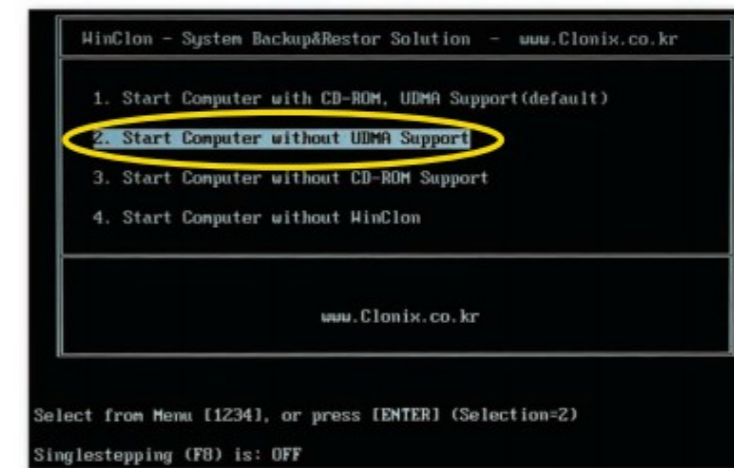 WinClon - System Backup&Restor Solution - www.Clonix.co.kr
1. Start Computer with CD-ROM, UDMA Support(default)
2. Start Computer without UDMA Support
3. Start Computer without CD-ROM Support
4. Start Computer without WinClon
www.Clonix.co.kr
Select from Menu [1234], or press [ENTER] (Selection=2)
Singlestepping (F8) is: OFF